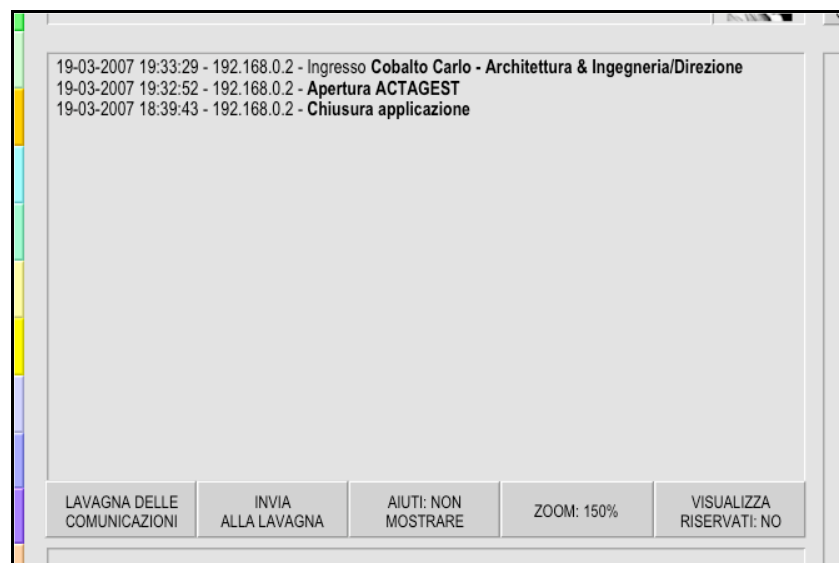 19-03-2007 19:33:29 - 192.168.0.2 - Ingresso Cobalto Carlo - Architettura & Ingegneria/Direzione
19-03-2007 19:32:52 - 192.168.0.2 - Apertura ACTAGEST
19-03-2007 18:39:43 - 192.168.0.2 - Chiusura applicazione
LAVAGNA DELLE
COMUNICAZIONI
INVIA
ALLA LAVAGNA
AIUTI: NON
MOSTRARE
ZOOM: 150%
VISUALIZZA
RISERVATI: NO